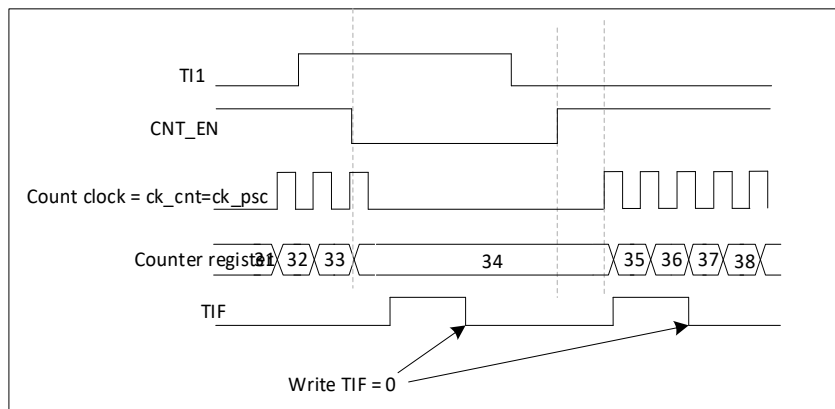 TI1
CNT_EN
Count clock = ck_cnt=ck_psc
Counter register 31 32 33 34 35 36 37 38
TIF
Write TIF = 0